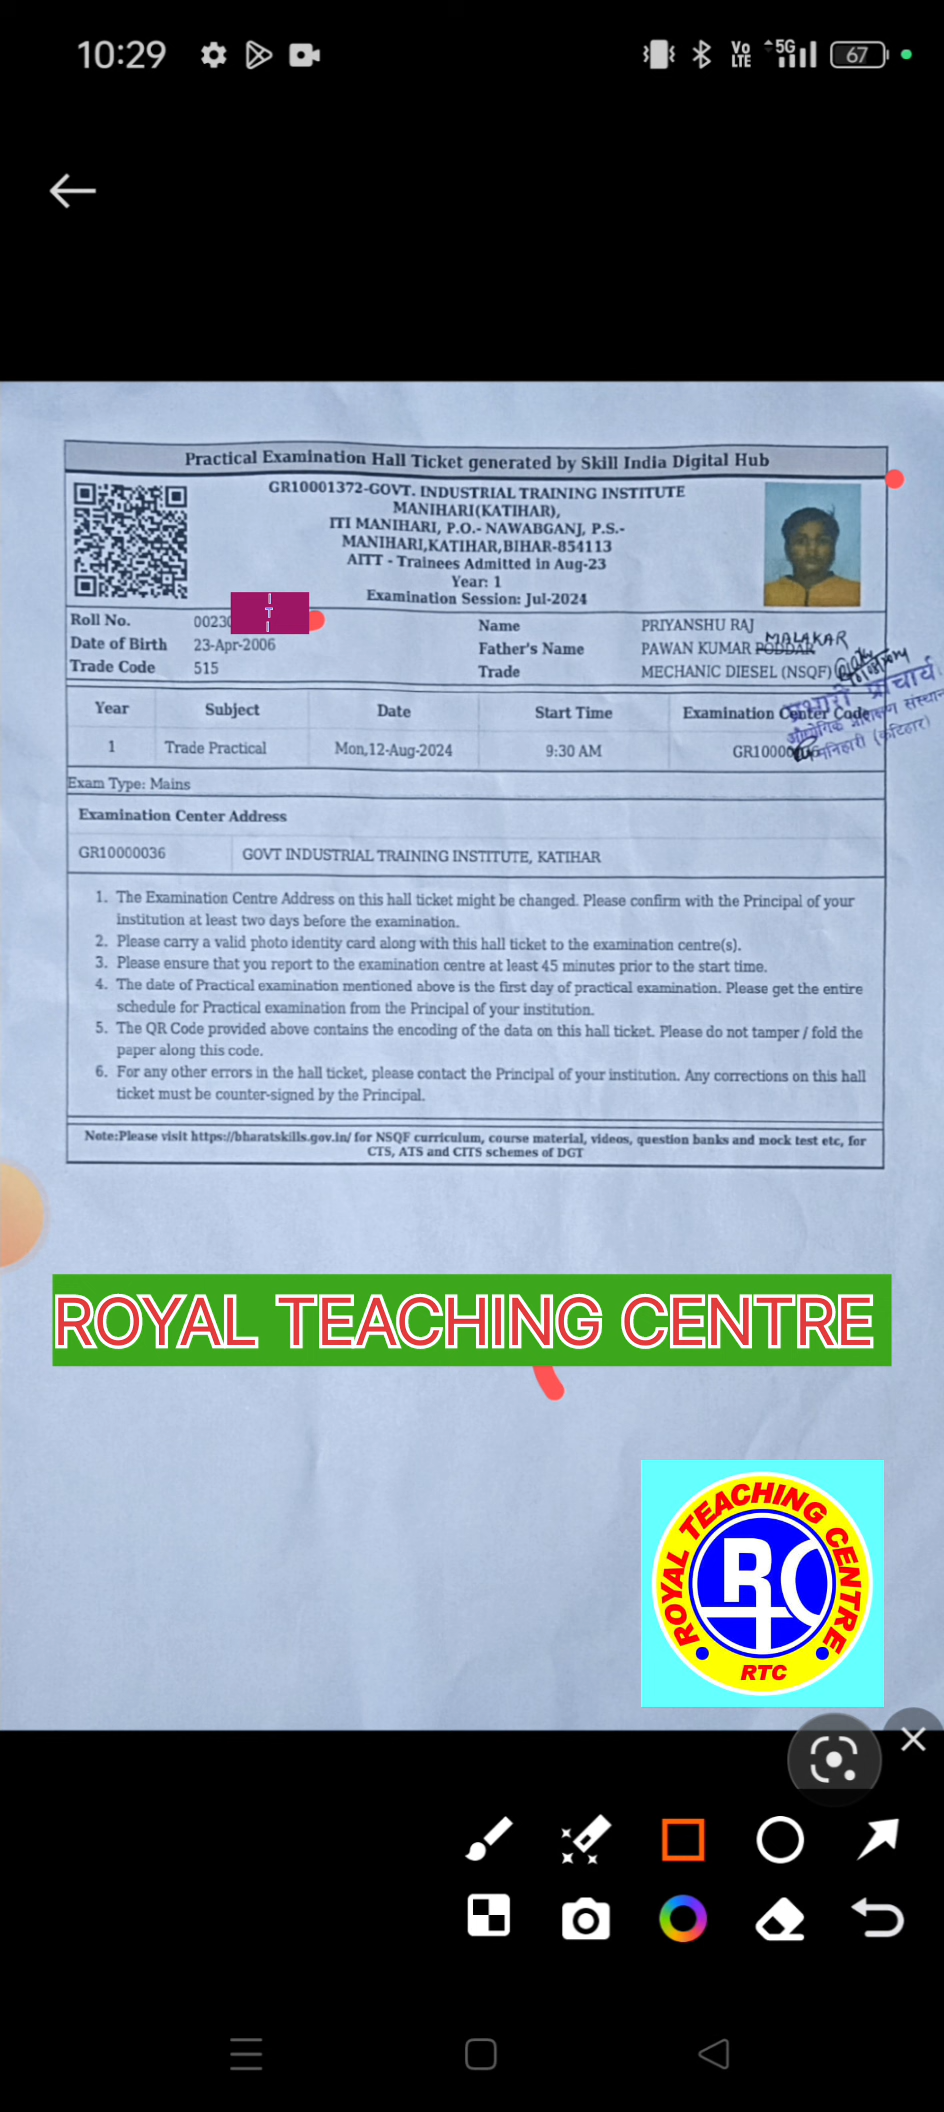 10:29
Vo LTE 5G 67
Practical Examination Hall Ticket generated by Skill India Digital Hub
GR10001372-GOVT. INDUSTRIAL TRAINING INSTITUTE
MANIHARI(KATIHAR),
ITI MANIHARI, P.O.- NAWABGANJ, P.S.-
MANIHARI,KATIHAR,BIHAR-854113
AITT - Trainees Admitted in Aug-23
Year: 1
Examination Session: Jul-2024
Roll No. 0023
I
T
I
Name PRIYANSHU RAJ
Date of Birth 23-Apr-2006
Father's Name PAWAN KUMAR PODDAR MALAKAR
Trade Code 515
Trade MECHANIC DIESEL (NSQF)
प्रभारी प्राचार्य
औद्योगिक प्रशिक्षण संस्थान
मनिहारी (कटिहार)
Year Subject Date Start Time Examination Center Code
1 Trade Practical Mon,12-Aug-2024 9:30 AM GR10000
Exam Type: Mains
Examination Center Address
GR10000036 GOVT INDUSTRIAL TRAINING INSTITUTE, KATIHAR
1. The Examination Centre Address on this hall ticket might be changed. Please confirm with the Principal of your
institution at least two days before the examination.
2. Please carry a valid photo identity card along with this hall ticket to the examination centre(s).
3. Please ensure that you report to the examination centre at least 45 minutes prior to the start time.
4. The date of Practical examination mentioned above is the first day of practical examination. Please get the entire
schedule for Practical examination from the Principal of your institution.
5. The QR Code provided above contains the encoding of the data on this hall ticket. Please do not tamper / fold the
paper along this code.
6. For any other errors in the hall ticket, please contact the Principal of your institution. Any corrections on this hall
ticket must be counter-signed by the Principal.
Note:Please visit https://bharatskills.gov.in/ for NSQF curriculum, course material, videos, question banks and mock test etc, for
CTS, ATS and CITS schemes of DGT
ROYAL TEACHING CENTRE
ROYAL TEACHING CENTRE
RTC
RTC